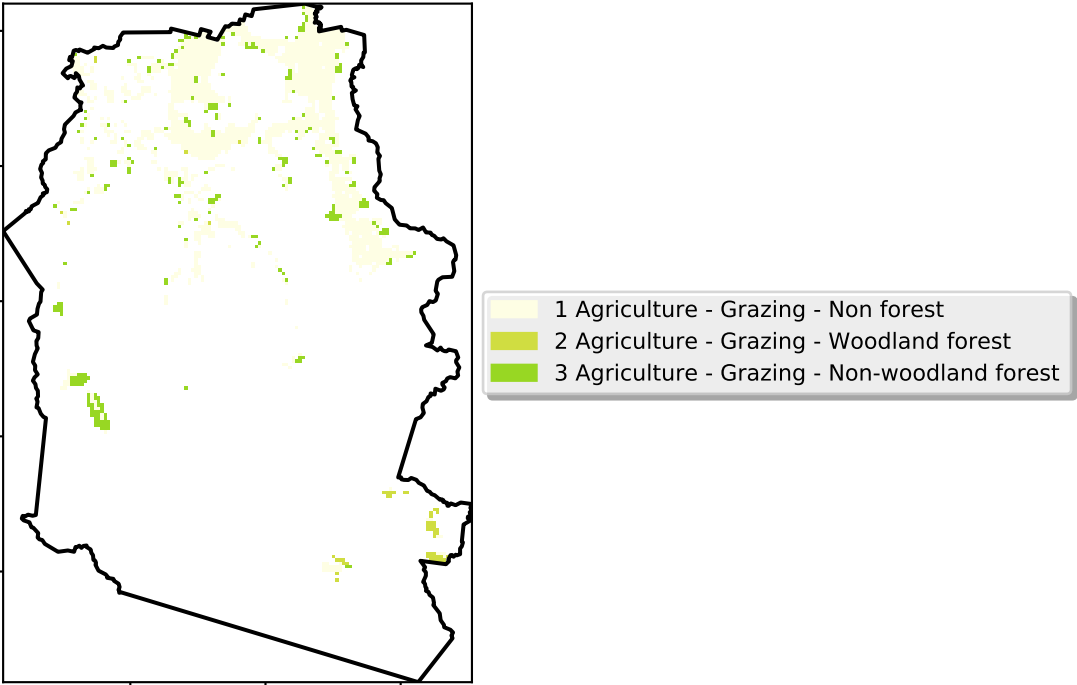 1 Agriculture - Grazing - Non forest
2 Agriculture - Grazing - Woodland forest
3 Agriculture - Grazing - Non-woodland forest